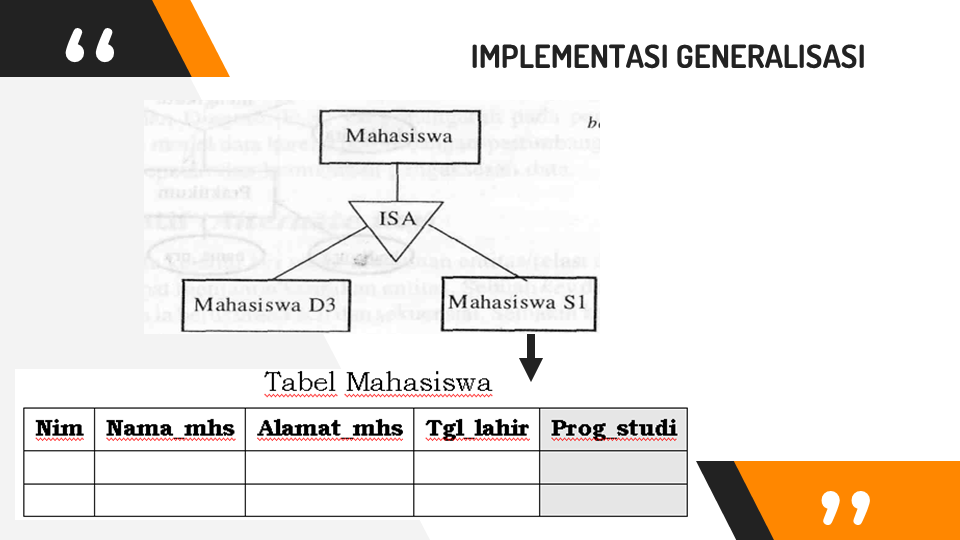 “
IMPLEMENTASI GENERALISASI
Mahasiswa
ISA
Mahasiswa D3
Mahasiswa S1
Tabel Mahasiswa
Nim Nama_mhs Alamat_mhs Tgl_lahir Prog_studi
”